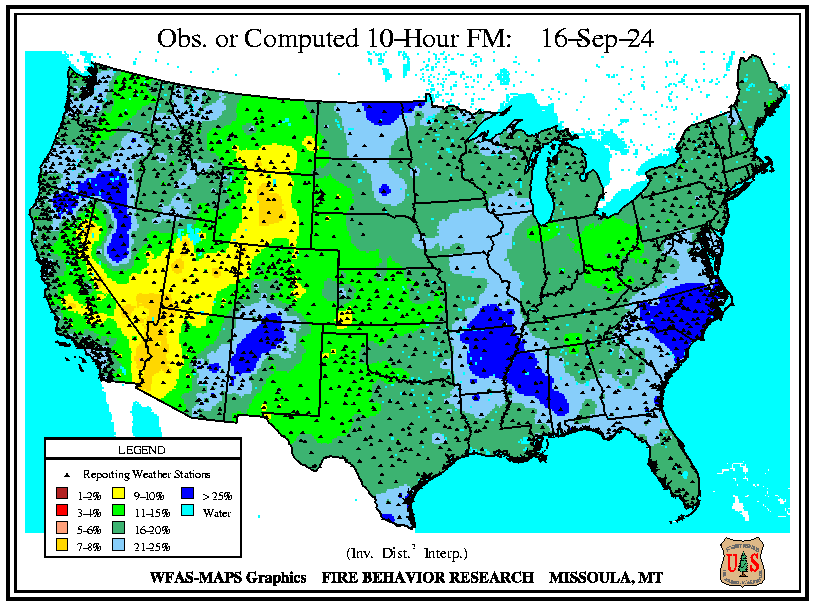 Obs. or Computed 10-Hour FM: 16-Sep-24
LEGEND
Reporting Weather Stations
1-2% 9-10% > 25%
3-4% 11-15% Water
5-6% 16-20%
7-8% 21-25%
(Inv. Dist.² Interp.)
WFAS-MAPS Graphics FIRE BEHAVIOR RESEARCH MISSOULA, MT
U S